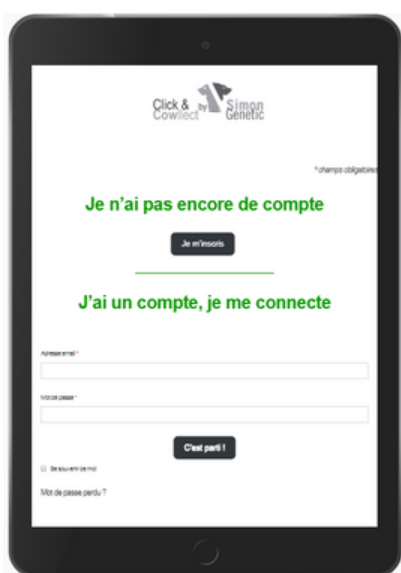 Click & by Simon
Cowllect Genetic
* champs obligatoires
Je n'ai pas encore de compte
Je m'inscris
J'ai un compte, je me connecte
Adresse email *
Mot de passe *
C'est parti !
Se souvenir de moi
Mot de passe perdu ?